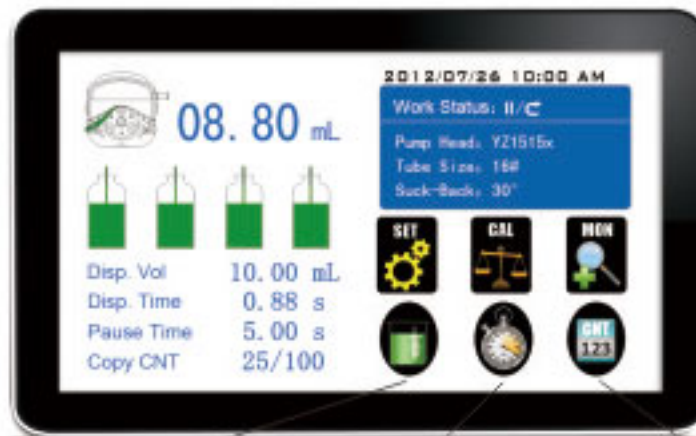 2012/07/26 10:00 AM
08.80 mL
Work Status: II/
Pump Head: YZ1515x
Tube Size: 16#
Suck-Back: 30°
SET
CAL
MON
Disp. Vol 10.00 mL
Disp. Time 0.88 s
Pause Time 5.00 s
Copy CNT 25/100
CNT
123